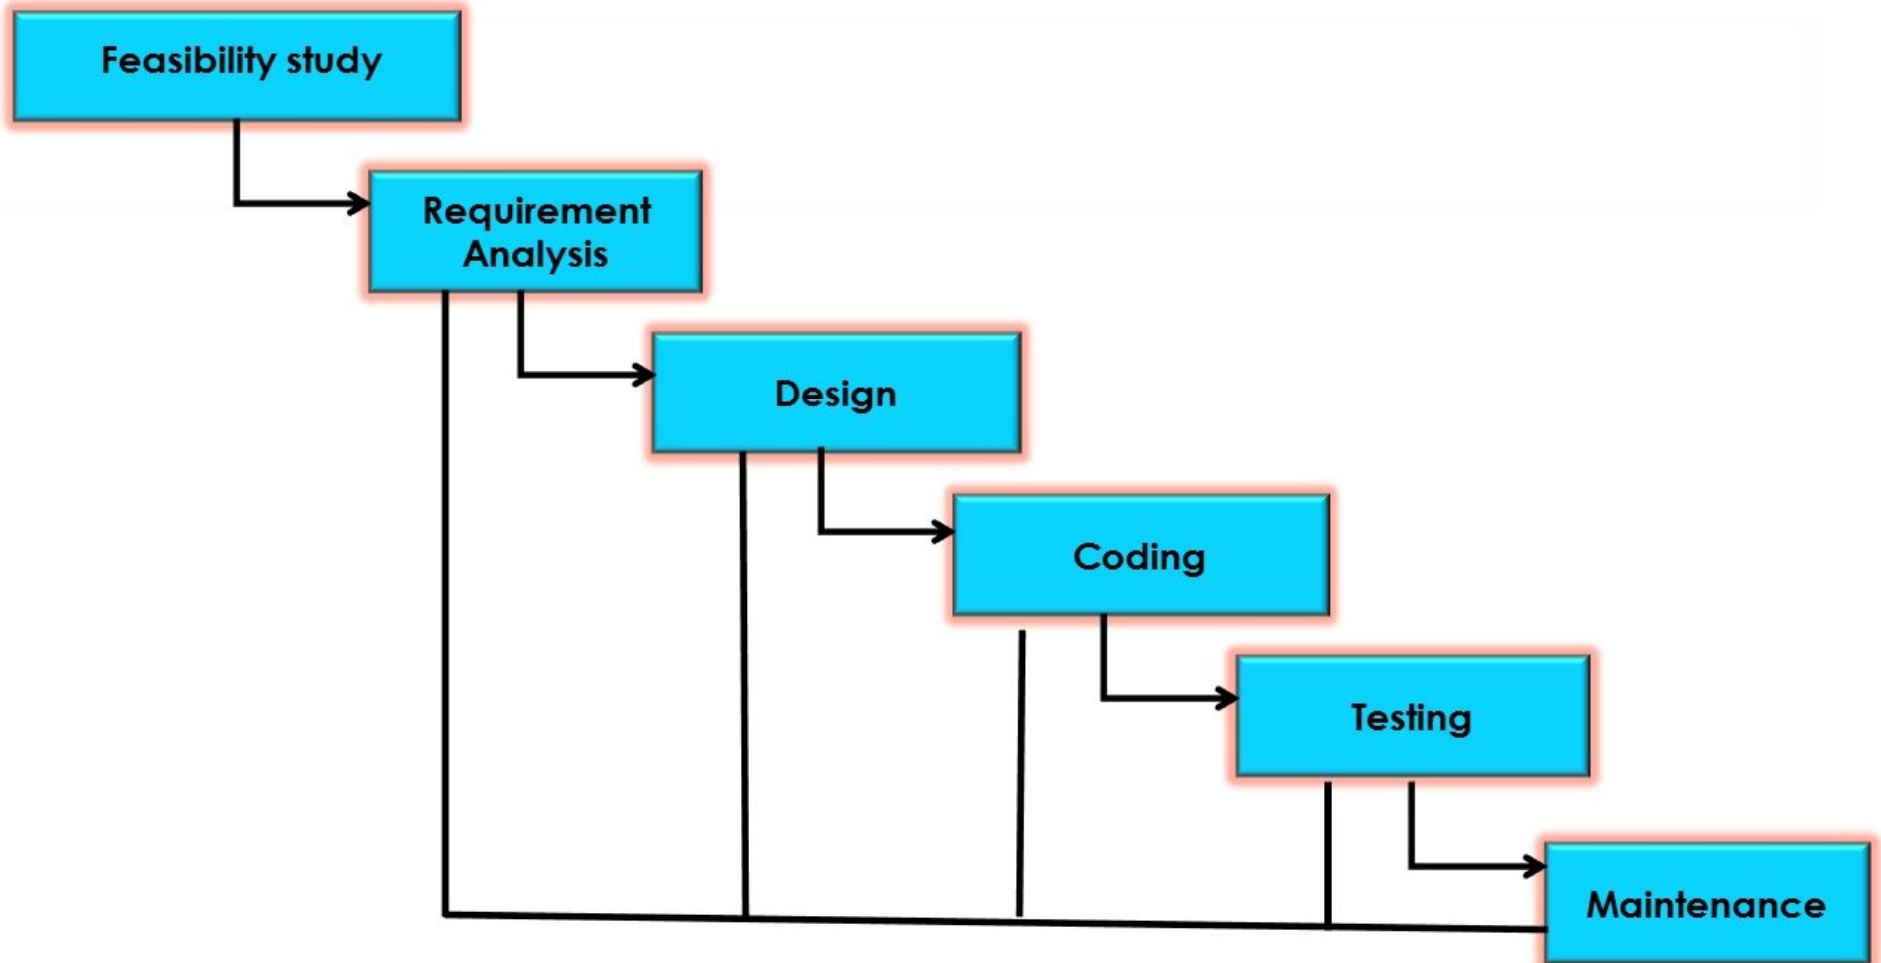 Feasibility study
Requirement
Analysis
Design
Coding
Testing
Maintenance